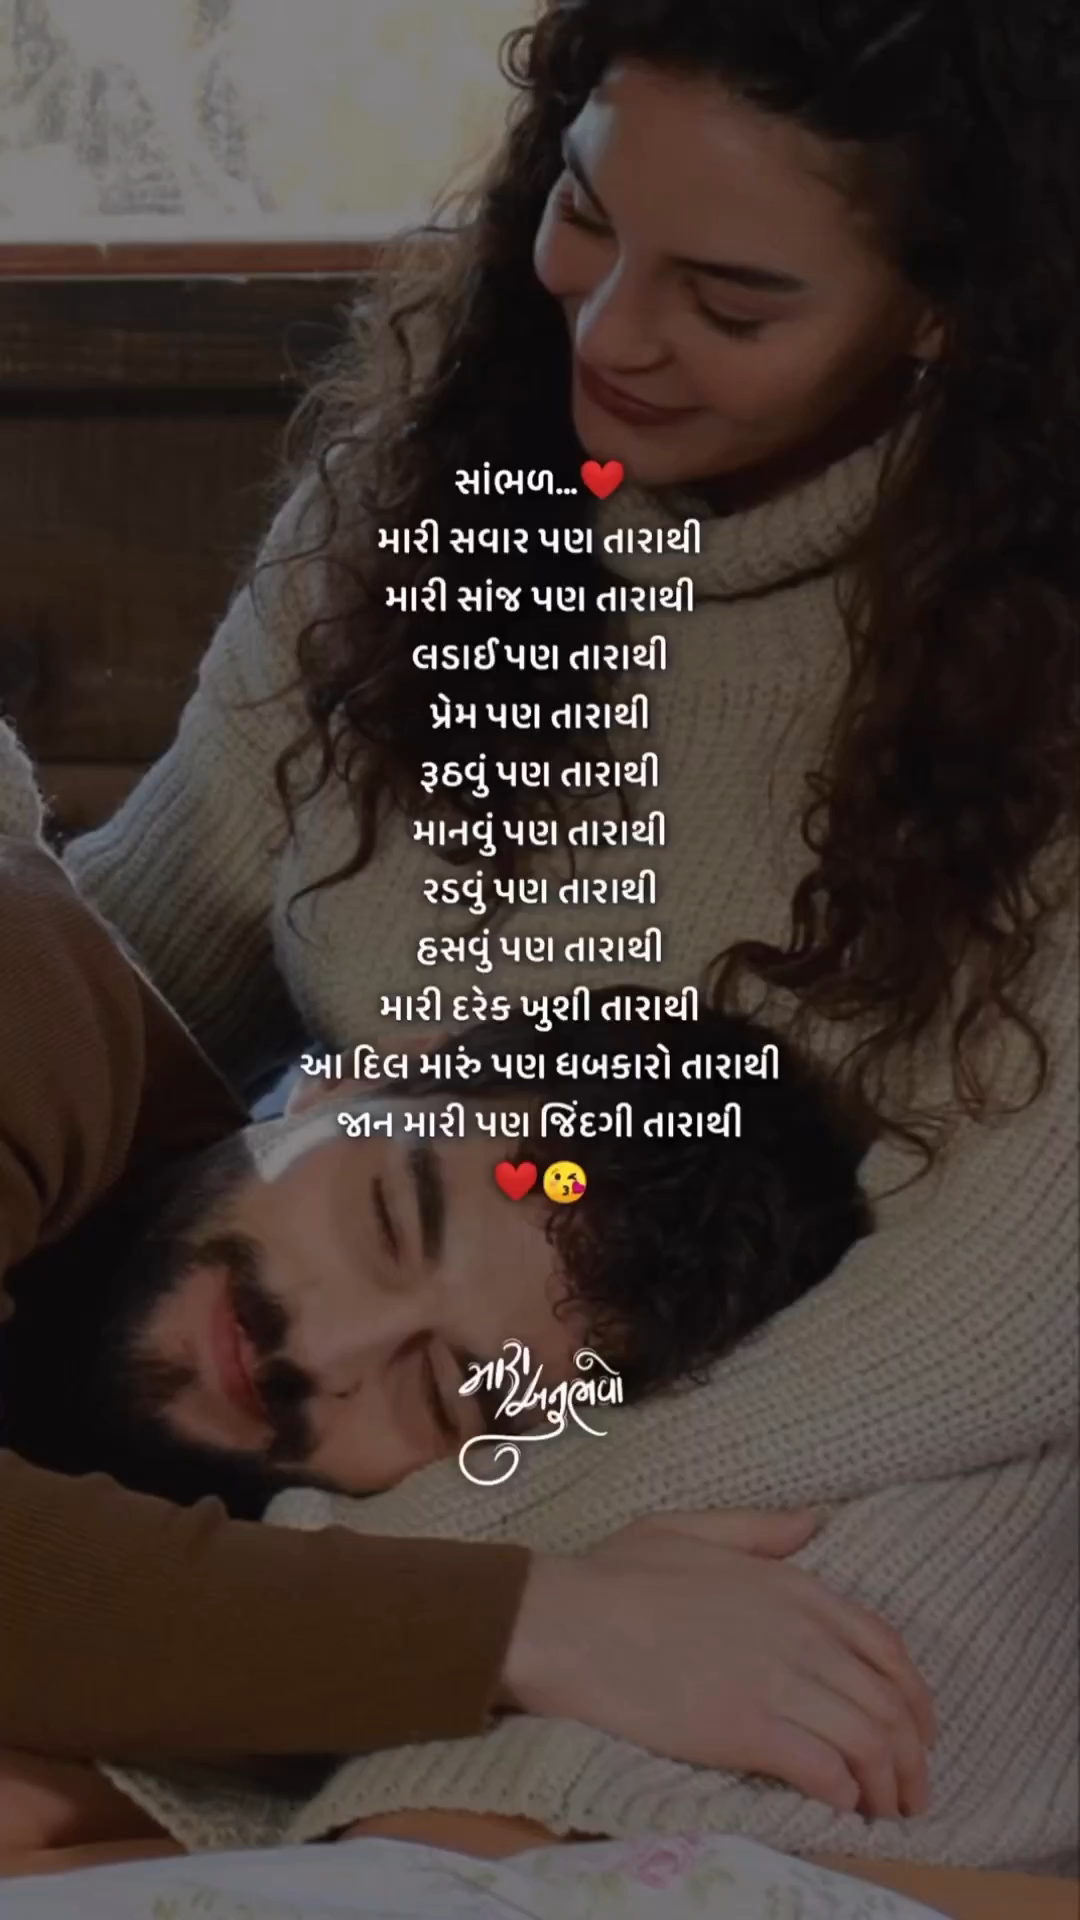 સાંભળ...❤️
મારી સવાર પણ તારાથી
મારી સાંજ પણ તારાથી
લડાઈ પણ તારાથી
પ્રેમ પણ તારાથી
રૂઠવું પણ તારાથી
માનવું પણ તારાથી
રડવું પણ તારાથી
હસવું પણ તારાથી
મારી દરેક ખુશી તારાથી
આ દિલ મારું પણ ધબકારો તારાથી
જાન મારી પણ જિંદગી તારાથી
❤️😘
મારા
અનુભવો